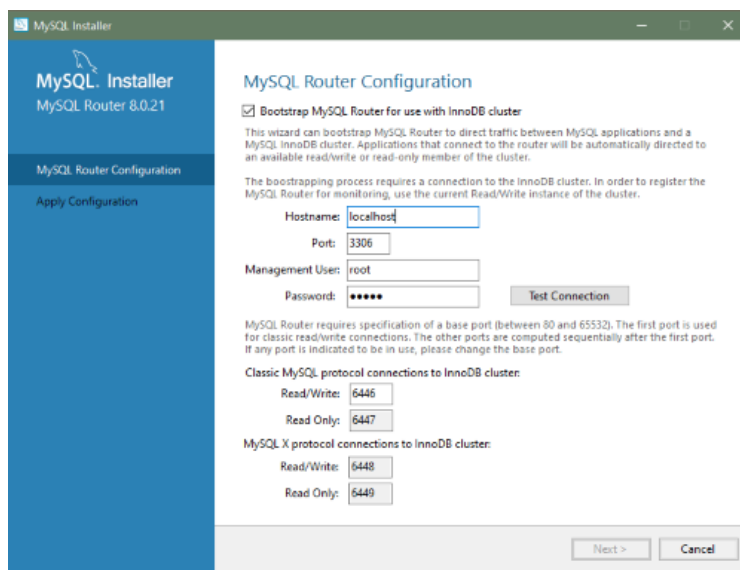 MySQL Installer
MySQL. Installer
MySQL Router 8.0.21
MySQL Router Configuration
Apply Configuration
MySQL Router Configuration
Bootstrap MySQL Router for use with InnoDB cluster
This wizard can bootstrap MySQL Router to direct traffic between MySQL applications and a
MySQL InnoDB cluster. Applications that connect to the router will be automatically directed to
an available read/write or read-only member of the cluster.
The boostrapping process requires a connection to the InnoDB cluster. In order to register the
MySQL Router for monitoring, use the current Read/Write instance of the cluster.
Hostname: localhost
Port: 3306
Management User: root
Password: •••••
Test Connection
MySQL Router requires specification of a base port (between 80 and 65532). The first port is used
for classic read/write connections. The other ports are computed sequentially after the first port.
If any port is indicated to be in use, please change the base port.
Classic MySQL protocol connections to InnoDB cluster:
Read/Write: 6446
Read Only: 6447
MySQL X protocol connections to InnoDB cluster:
Read/Write: 6448
Read Only: 6449
Next >
Cancel